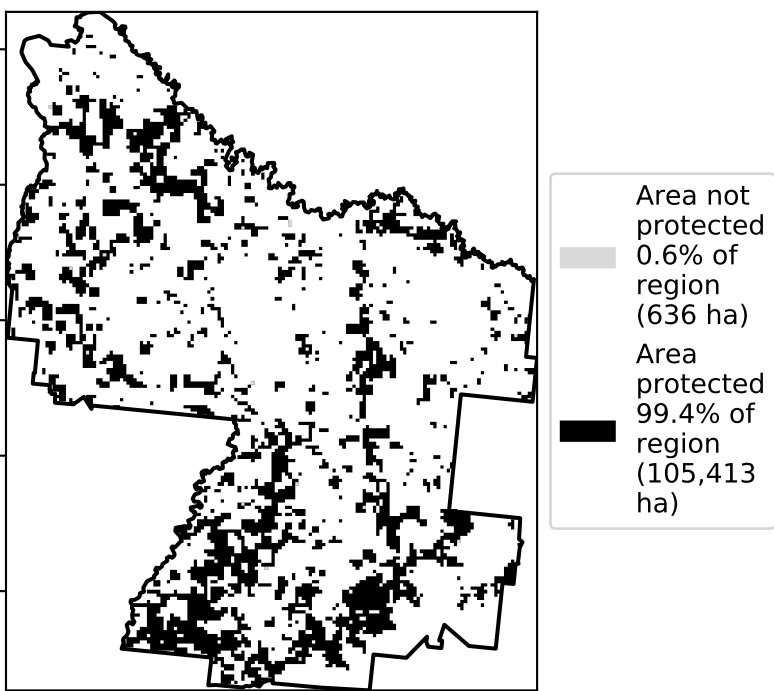 Area not
protected
0.6% of
region
(636 ha)
Area
protected
99.4% of
region
(105,413
ha)